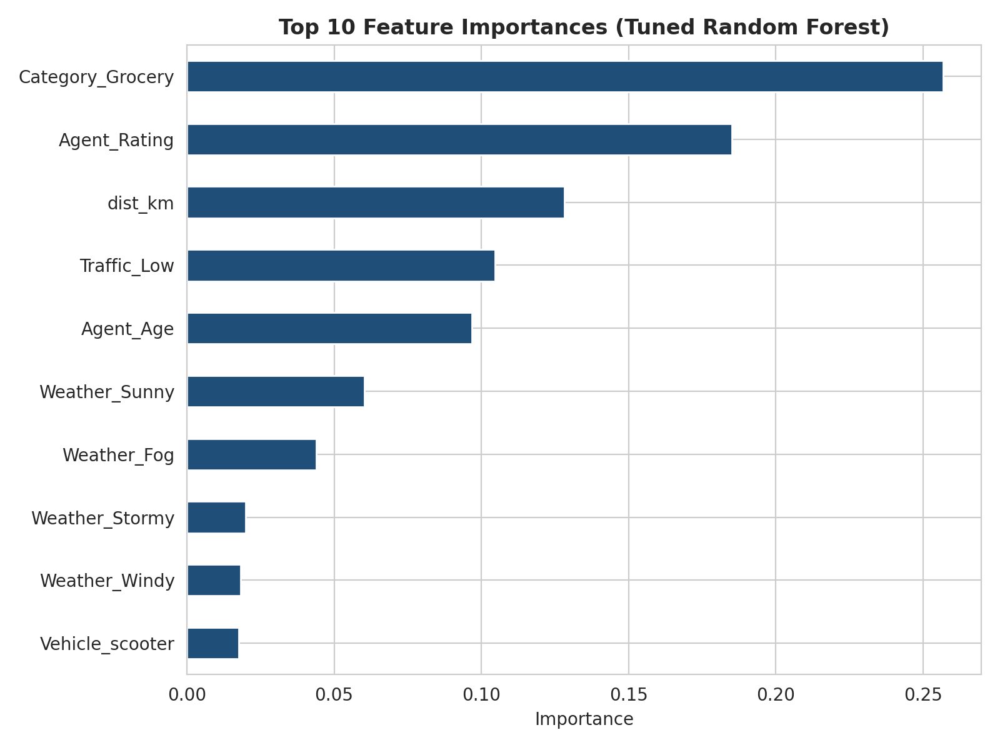 Top 10 Feature Importances (Tuned Random Forest)
Category_Grocery
Agent_Rating
dist_km
Traffic_Low
Agent_Age
Weather_Sunny
Weather_Fog
Weather_Stormy
Weather_Windy
Vehicle_scooter
0.00 0.05 0.10 0.15 0.20 0.25
Importance